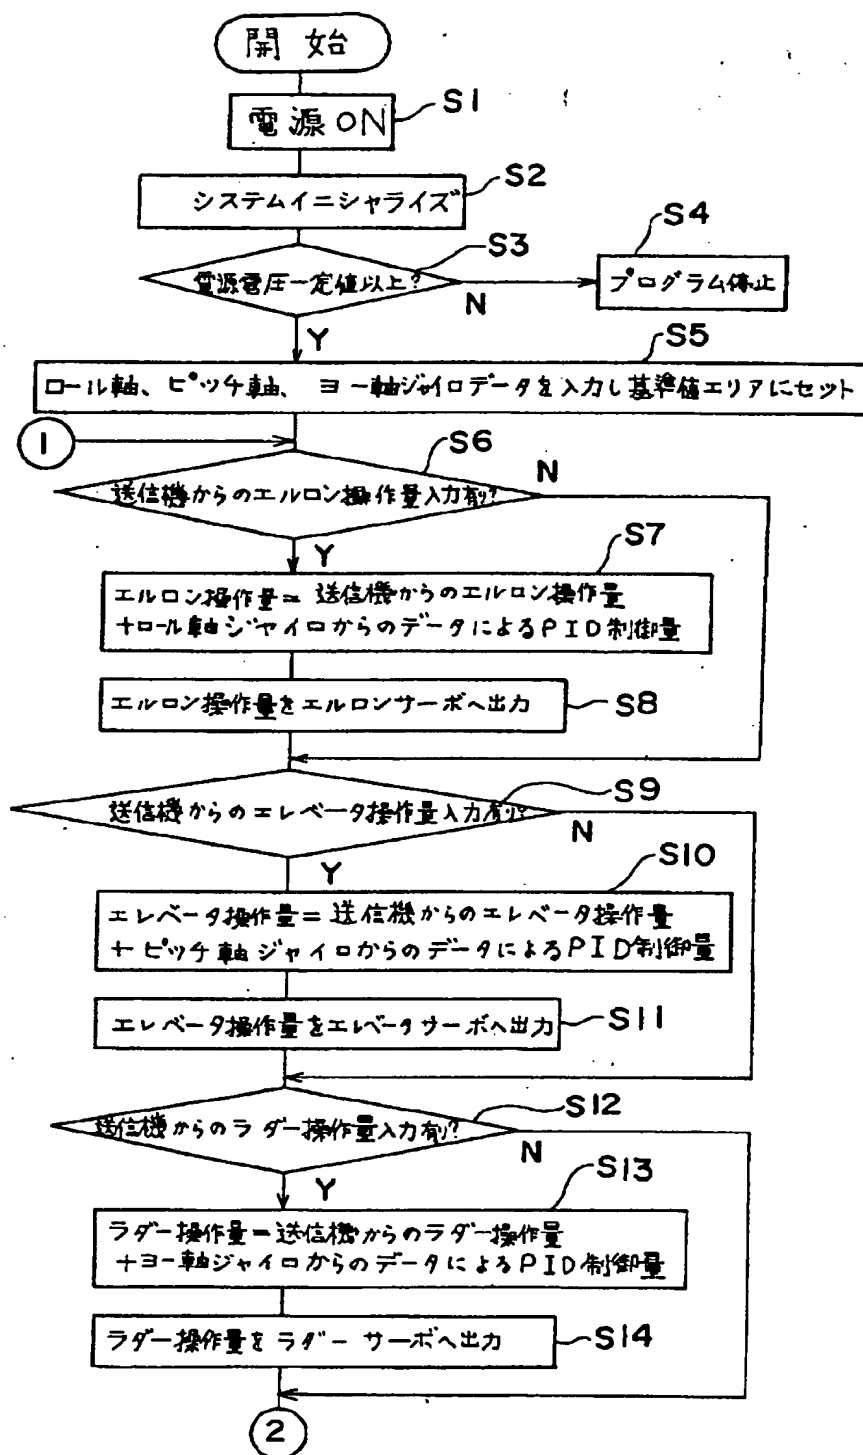 開始
電源ON
S1
システムイニシャライズ
S2
電源電圧一定値以上?
S3
N
Y
プログラム停止
S4
S5
ロール軸、ピッチ軸、ヨー軸ジャイロデータを入力し基準値エリアにセット
1
S6
送信機からのエルロン操作量入力有り?
N
Y
S7
エルロン操作量=送信機からのエルロン操作量
+ロール軸ジャイロからのデータによるPID制御量
エルロン操作量をエルロンサーボへ出力
S8
S9
送信機からのエレベータ操作量入力有り?
N
Y
S10
エレベータ操作量=送信機からのエレベータ操作量
+ピッチ軸ジャイロからのデータによるPID制御量
エレベータ操作量をエレベータサーボへ出力
S11
S12
送信機からのラダー操作量入力有り?
N
Y
S13
ラダー操作量=送信機からのラダー操作量
+ヨー軸ジャイロからのデータによるPID制御量
ラダー操作量をラダーサーボへ出力
S14
2